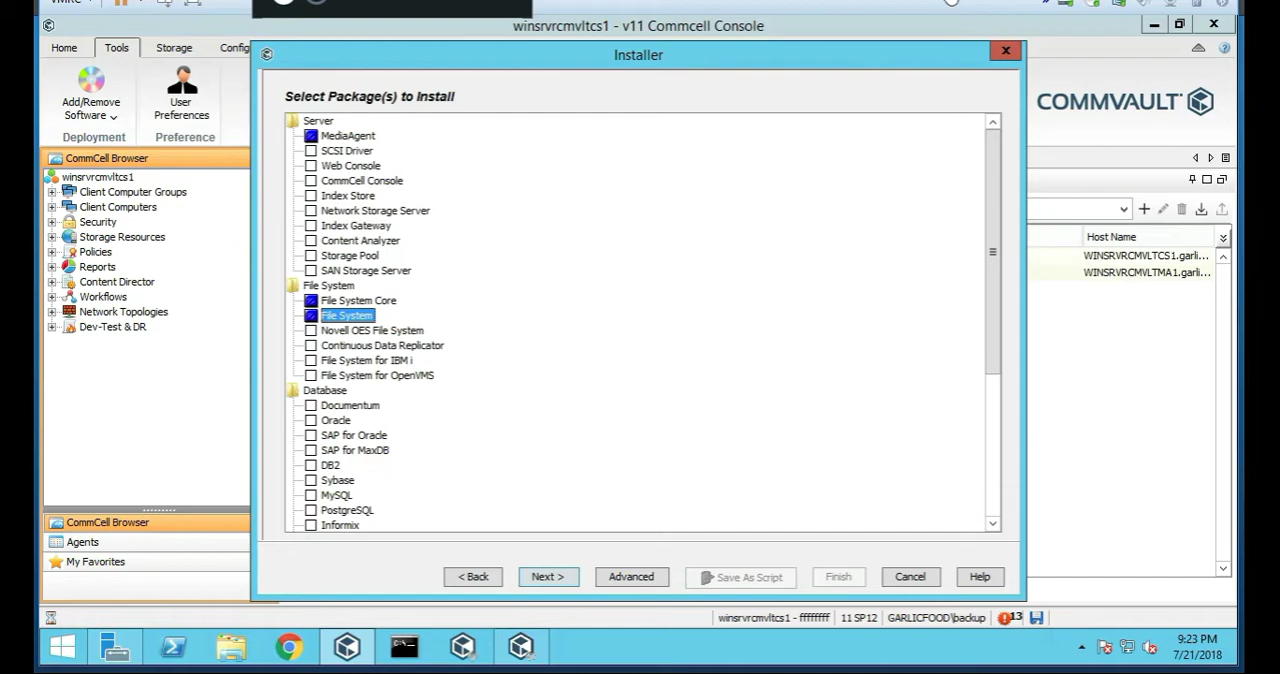 VMRC
winsrvrcmvltcs1 - v11 Commcell Console
Home Tools Storage Config
Installer
Add/Remove Software
User Preferences
Deployment Preference
COMMVAULT
CommCell Browser
winsrvrcmvltcs1
Client Computer Groups
Client Computers
Security
Storage Resources
Policies
Reports
Content Director
Workflows
Network Topologies
Dev-Test & DR
CommCell Browser
Agents
My Favorites
Select Package(s) to Install
Server
MediaAgent
SCSI Driver
Web Console
CommCell Console
Index Store
Network Storage Server
Index Gateway
Content Analyzer
Storage Pool
SAN Storage Server
File System
File System Core
File System
Novell OES File System
Continuous Data Replicator
File System for IBM i
File System for OpenVMS
Database
Documentum
Oracle
SAP for Oracle
SAP for MaxDB
DB2
Sybase
MySQL
PostgreSQL
Informix
< Back Next > Advanced Save As Script Finish Cancel Help
Host Name
WINSRVRCMVLTCS1.garli...
WINSRVRCMVLTMA1.garli...
winsrvrcmvltcs1 - ffffffff 11 SP12 GARLICFOOD\backup 13
9:23 PM
7/21/2018